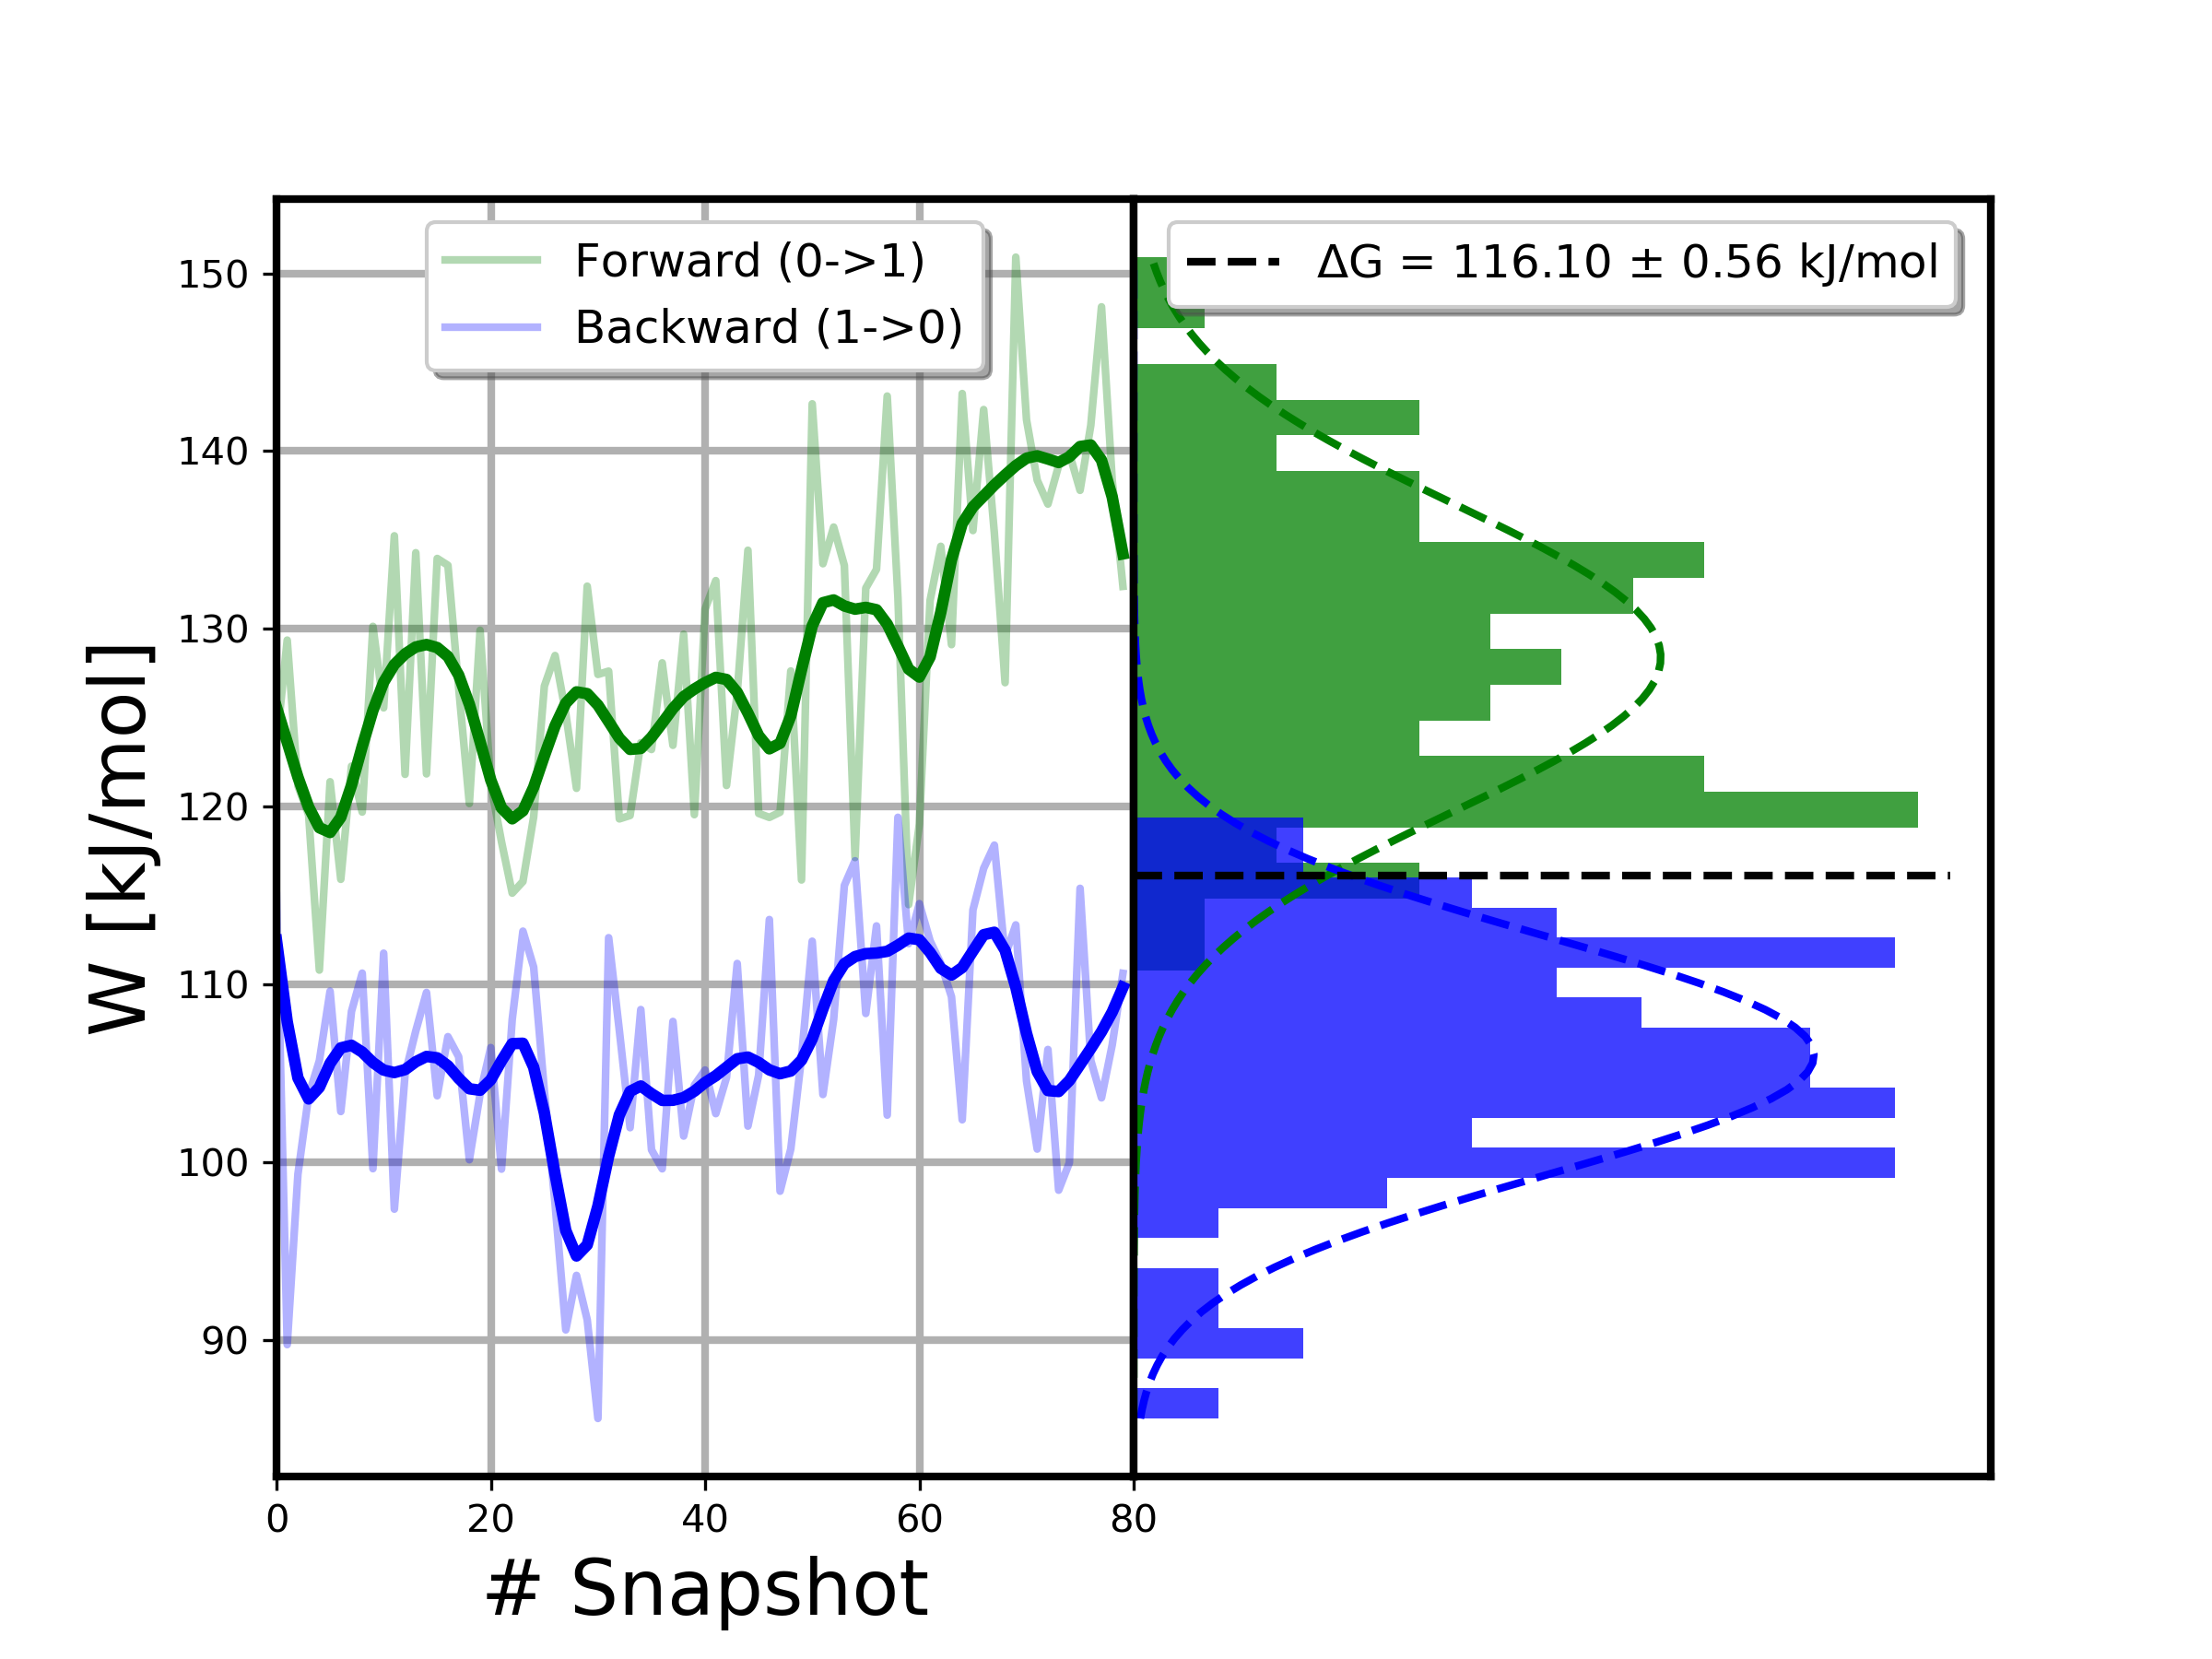 Forward (0->1)
Backward (1->0)
ΔG = 116.10 ± 0.56 kJ/mol
W [kJ/mol]
150
140
130
120
110
100
90
0 20 40 60 80
# Snapshot